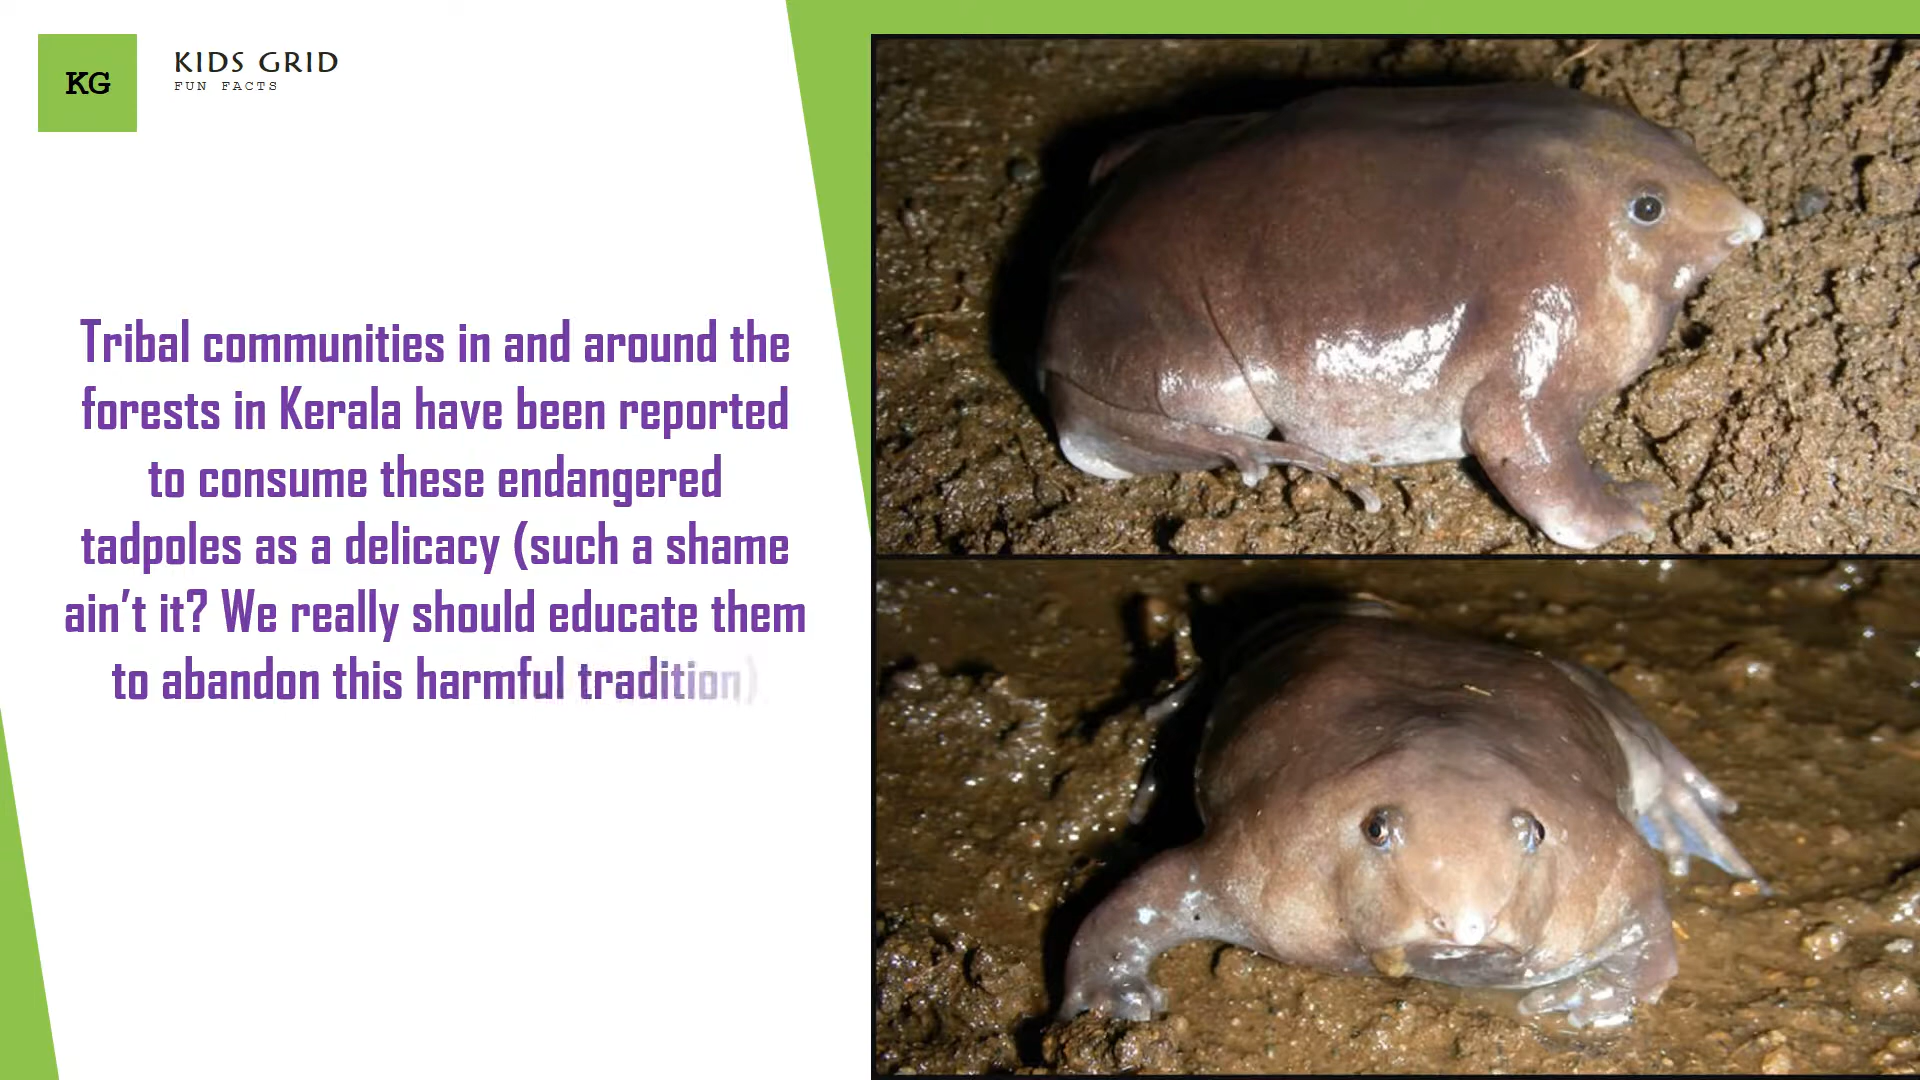 KG
KIDS GRID
FUN FACTS
Tribal communities in and around the
forests in Kerala have been reported
to consume these endangered
tadpoles as a delicacy (such a shame
ain’t it? We really should educate them
to abandon this harmful tradition)